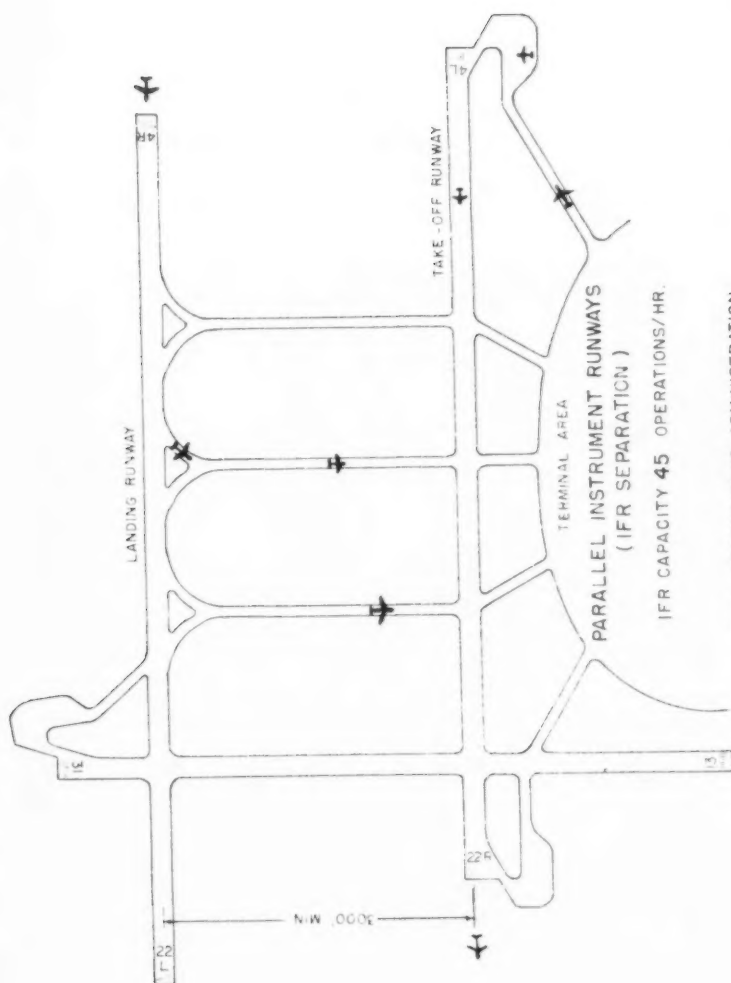 4R
LANDING RUNWAY
4L
TAKE-OFF RUNWAY
31
TERMINAL AREA
PARALLEL INSTRUMENT RUNWAYS
(IFR SEPARATION)
IFR CAPACITY 45 OPERATIONS/HR.
13
22R
3000' MIN
22
L